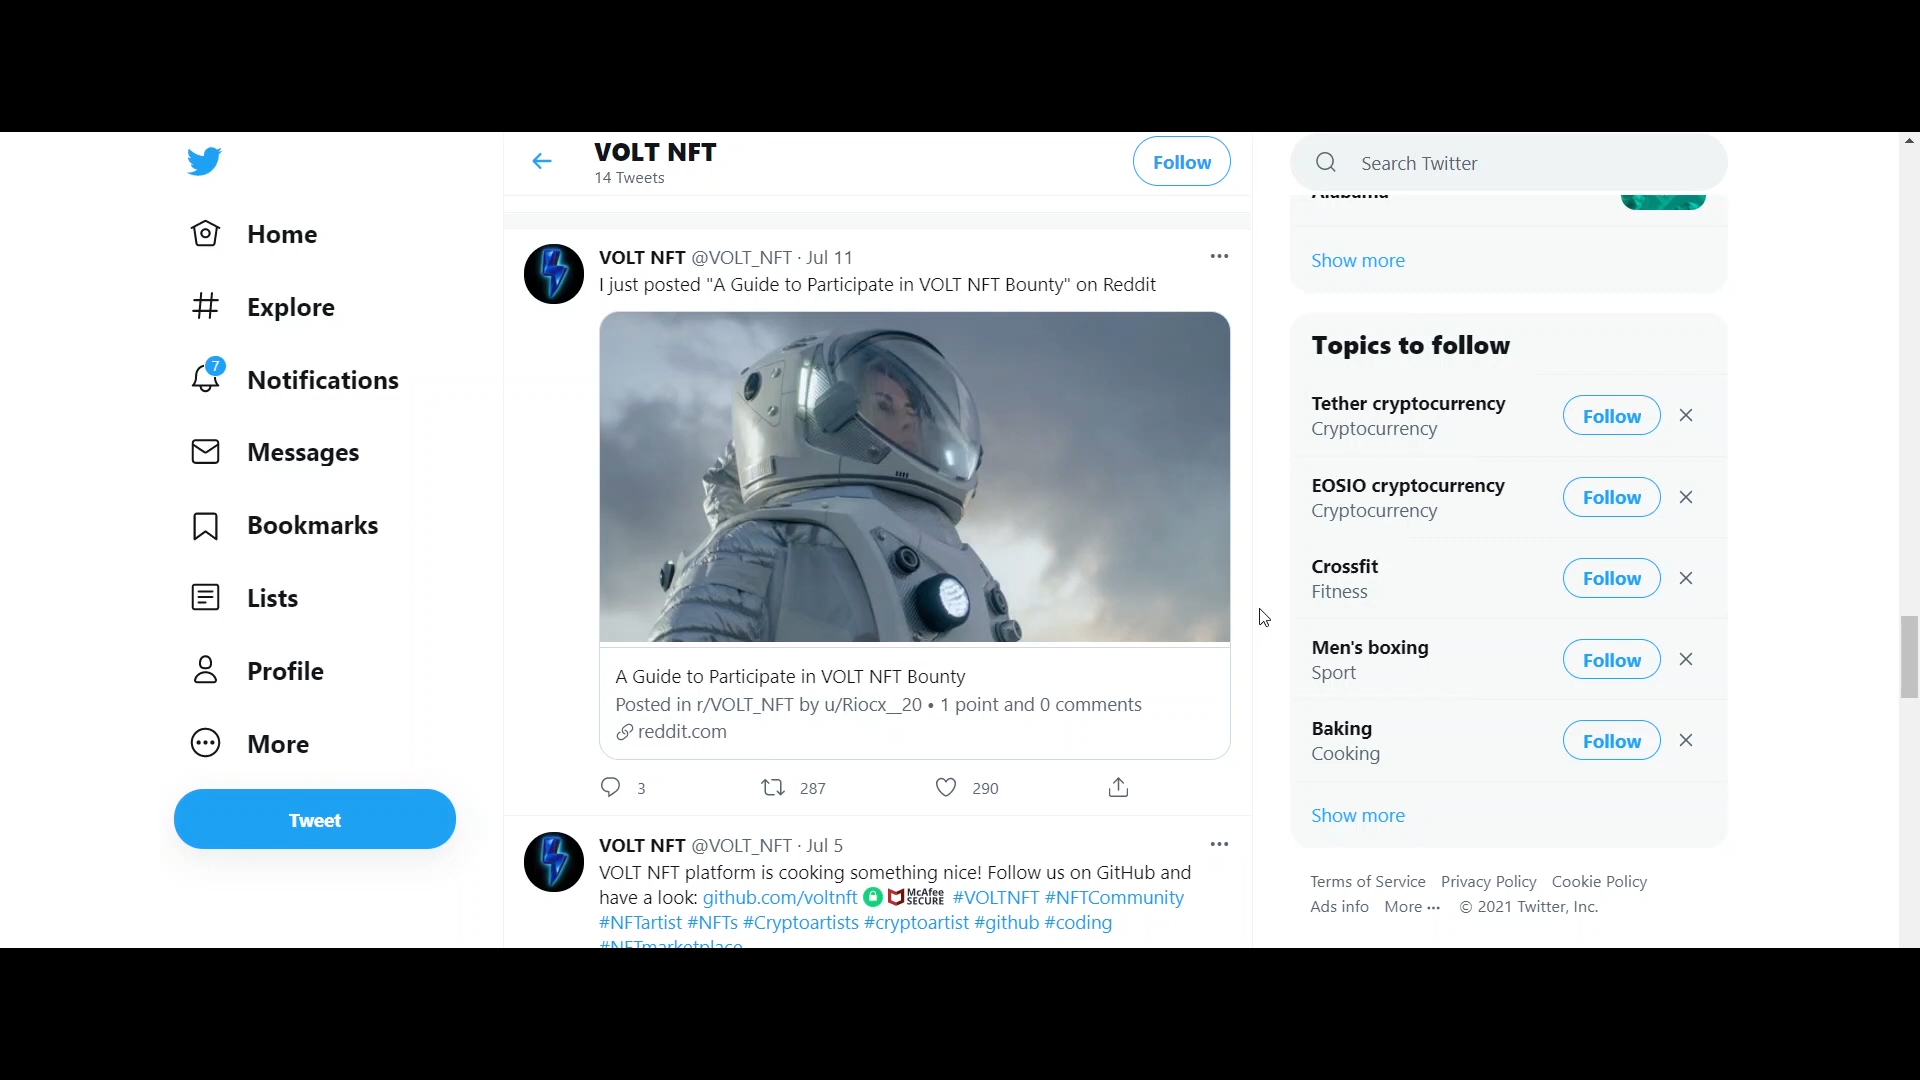 Home
Explore
7
Notifications
Messages
Bookmarks
Lists
Profile
More
Tweet
VOLT NFT
14 Tweets
Follow
VOLT NFT @VOLT_NFT · Jul 11
I just posted "A Guide to Participate in VOLT NFT Bounty" on Reddit
A Guide to Participate in VOLT NFT Bounty
Posted in r/VOLT_NFT by u/Riocx__20 • 1 point and 0 comments
reddit.com
3 287 290
VOLT NFT @VOLT_NFT · Jul 5
VOLT NFT platform is cooking something nice! Follow us on GitHub and
have a look: github.com/voltnft McAfee SECURE #VOLTNFT #NFTCommunity
#NFTartist #NFTs #Cryptoartists #cryptoartist #github #coding
#NFTmarketplace
Search Twitter
Alabama
Show more
Topics to follow
Tether cryptocurrency
Cryptocurrency
Follow
EOSIO cryptocurrency
Cryptocurrency
Follow
Crossfit
Fitness
Follow
Men's boxing
Sport
Follow
Baking
Cooking
Follow
Show more
Terms of Service Privacy Policy Cookie Policy
Ads info More ··· © 2021 Twitter, Inc.